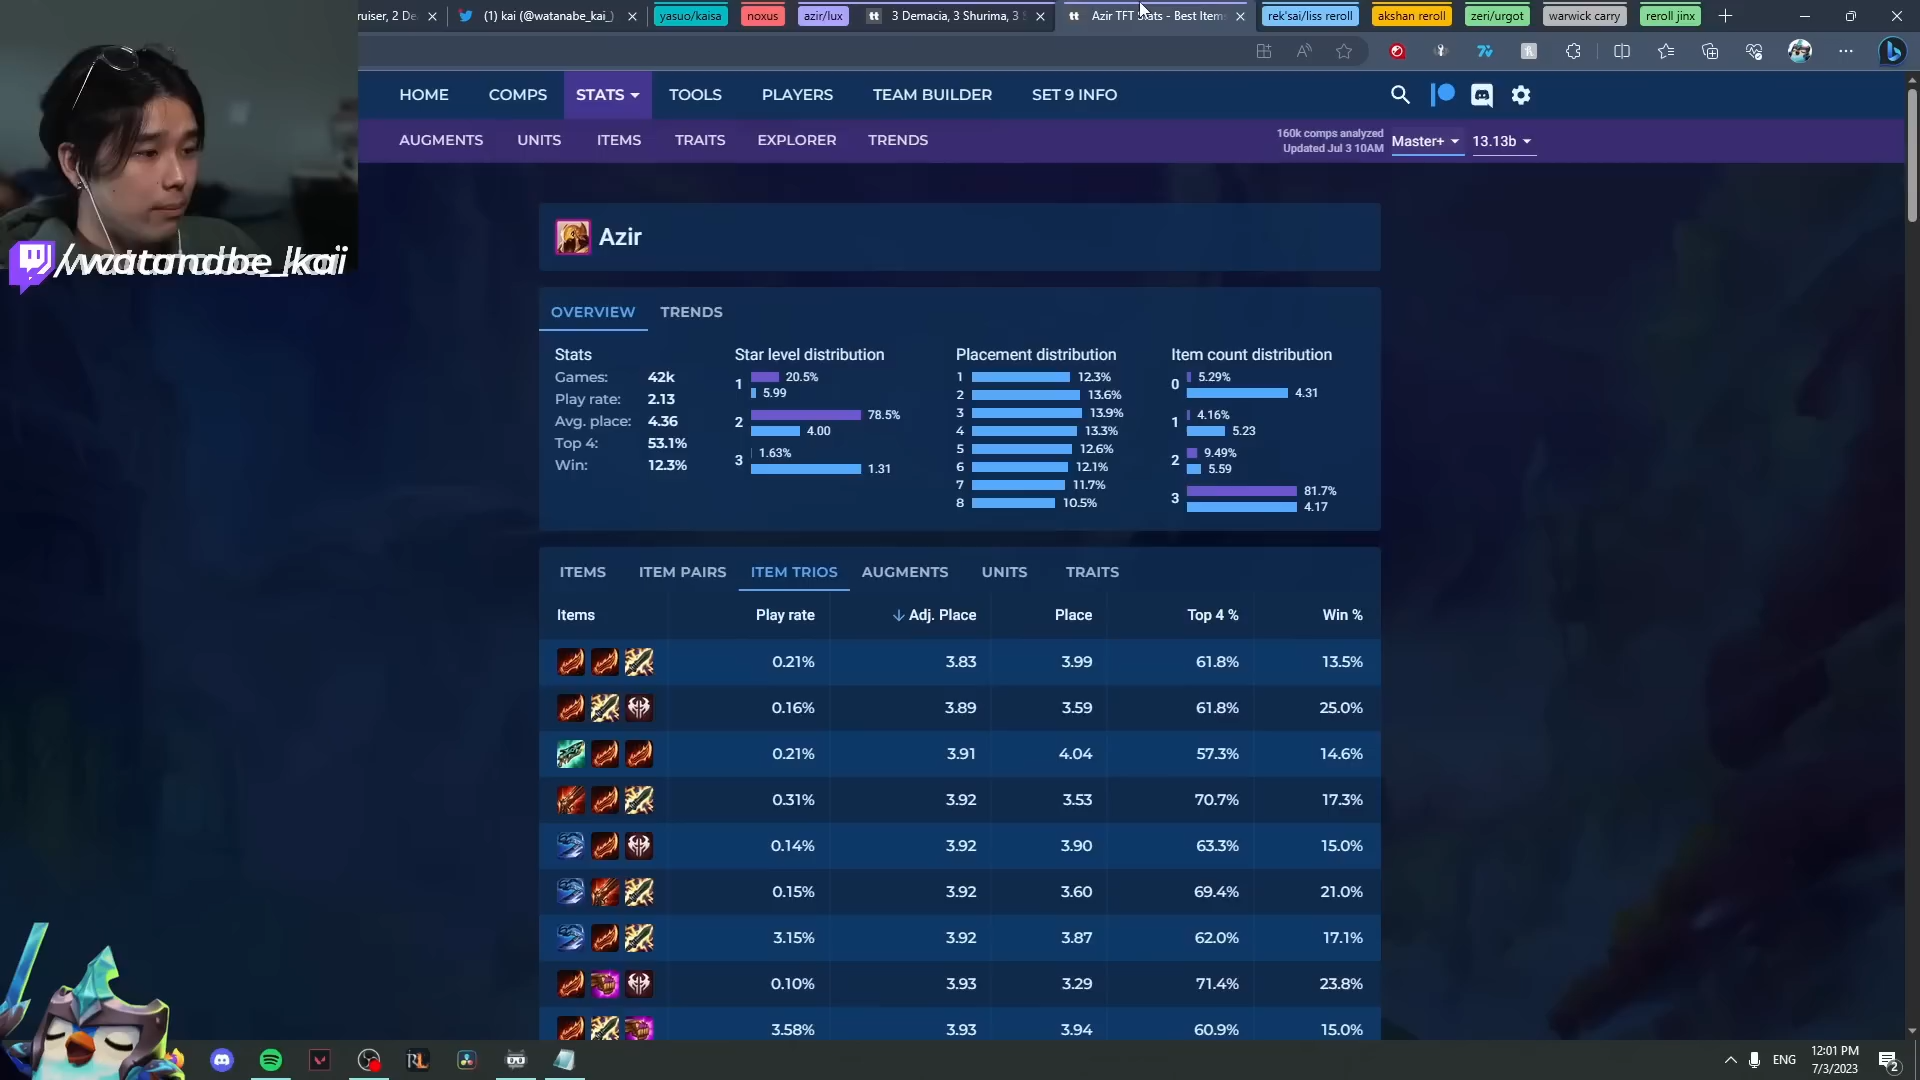 ruiser, 2 De
(1) kai (@watanabe_kai_)
yasuo/kaisa
noxus
azir/lux
tt 3 Demacia, 3 Shurima, 3 S
tt Azir TFT Stats - Best Items
rek'sai/liss reroll
akshan reroll
zeri/urgot
warwick carry
reroll jinx
/watanabe_kai
HOME COMPS STATS TOOLS PLAYERS TEAM BUILDER SET 9 INFO
AUGMENTS UNITS ITEMS TRAITS EXPLORER TRENDS
160k comps analyzed
Updated Jul 3 10AM
Master+ 13.13b
Azir
OVERVIEW TRENDS
Stats
Games: 42k
Play rate: 2.13
Avg. place: 4.36
Top 4: 53.1%
Win: 12.3%
Star level distribution
1 20.5%
5.99
2 78.5%
4.00
3 1.63%
1.31
Placement distribution
1 12.3%
2 13.6%
3 13.9%
4 13.3%
5 12.6%
6 12.1%
7 11.7%
8 10.5%
Item count distribution
0 5.29%
4.31
1 4.16%
5.23
2 9.49%
5.59
3 81.7%
4.17
ITEMS ITEM PAIRS ITEM TRIOS AUGMENTS UNITS TRAITS
Items Play rate Adj. Place Place Top 4 % Win %
0.21% 3.83 3.99 61.8% 13.5%
0.16% 3.89 3.59 61.8% 25.0%
0.21% 3.91 4.04 57.3% 14.6%
0.31% 3.92 3.53 70.7% 17.3%
0.14% 3.92 3.90 63.3% 15.0%
0.15% 3.92 3.60 69.4% 21.0%
3.15% 3.92 3.87 62.0% 17.1%
0.10% 3.93 3.29 71.4% 23.8%
3.58% 3.93 3.94 60.9% 15.0%
RL
ENG
12:01 PM
7/3/2023
2